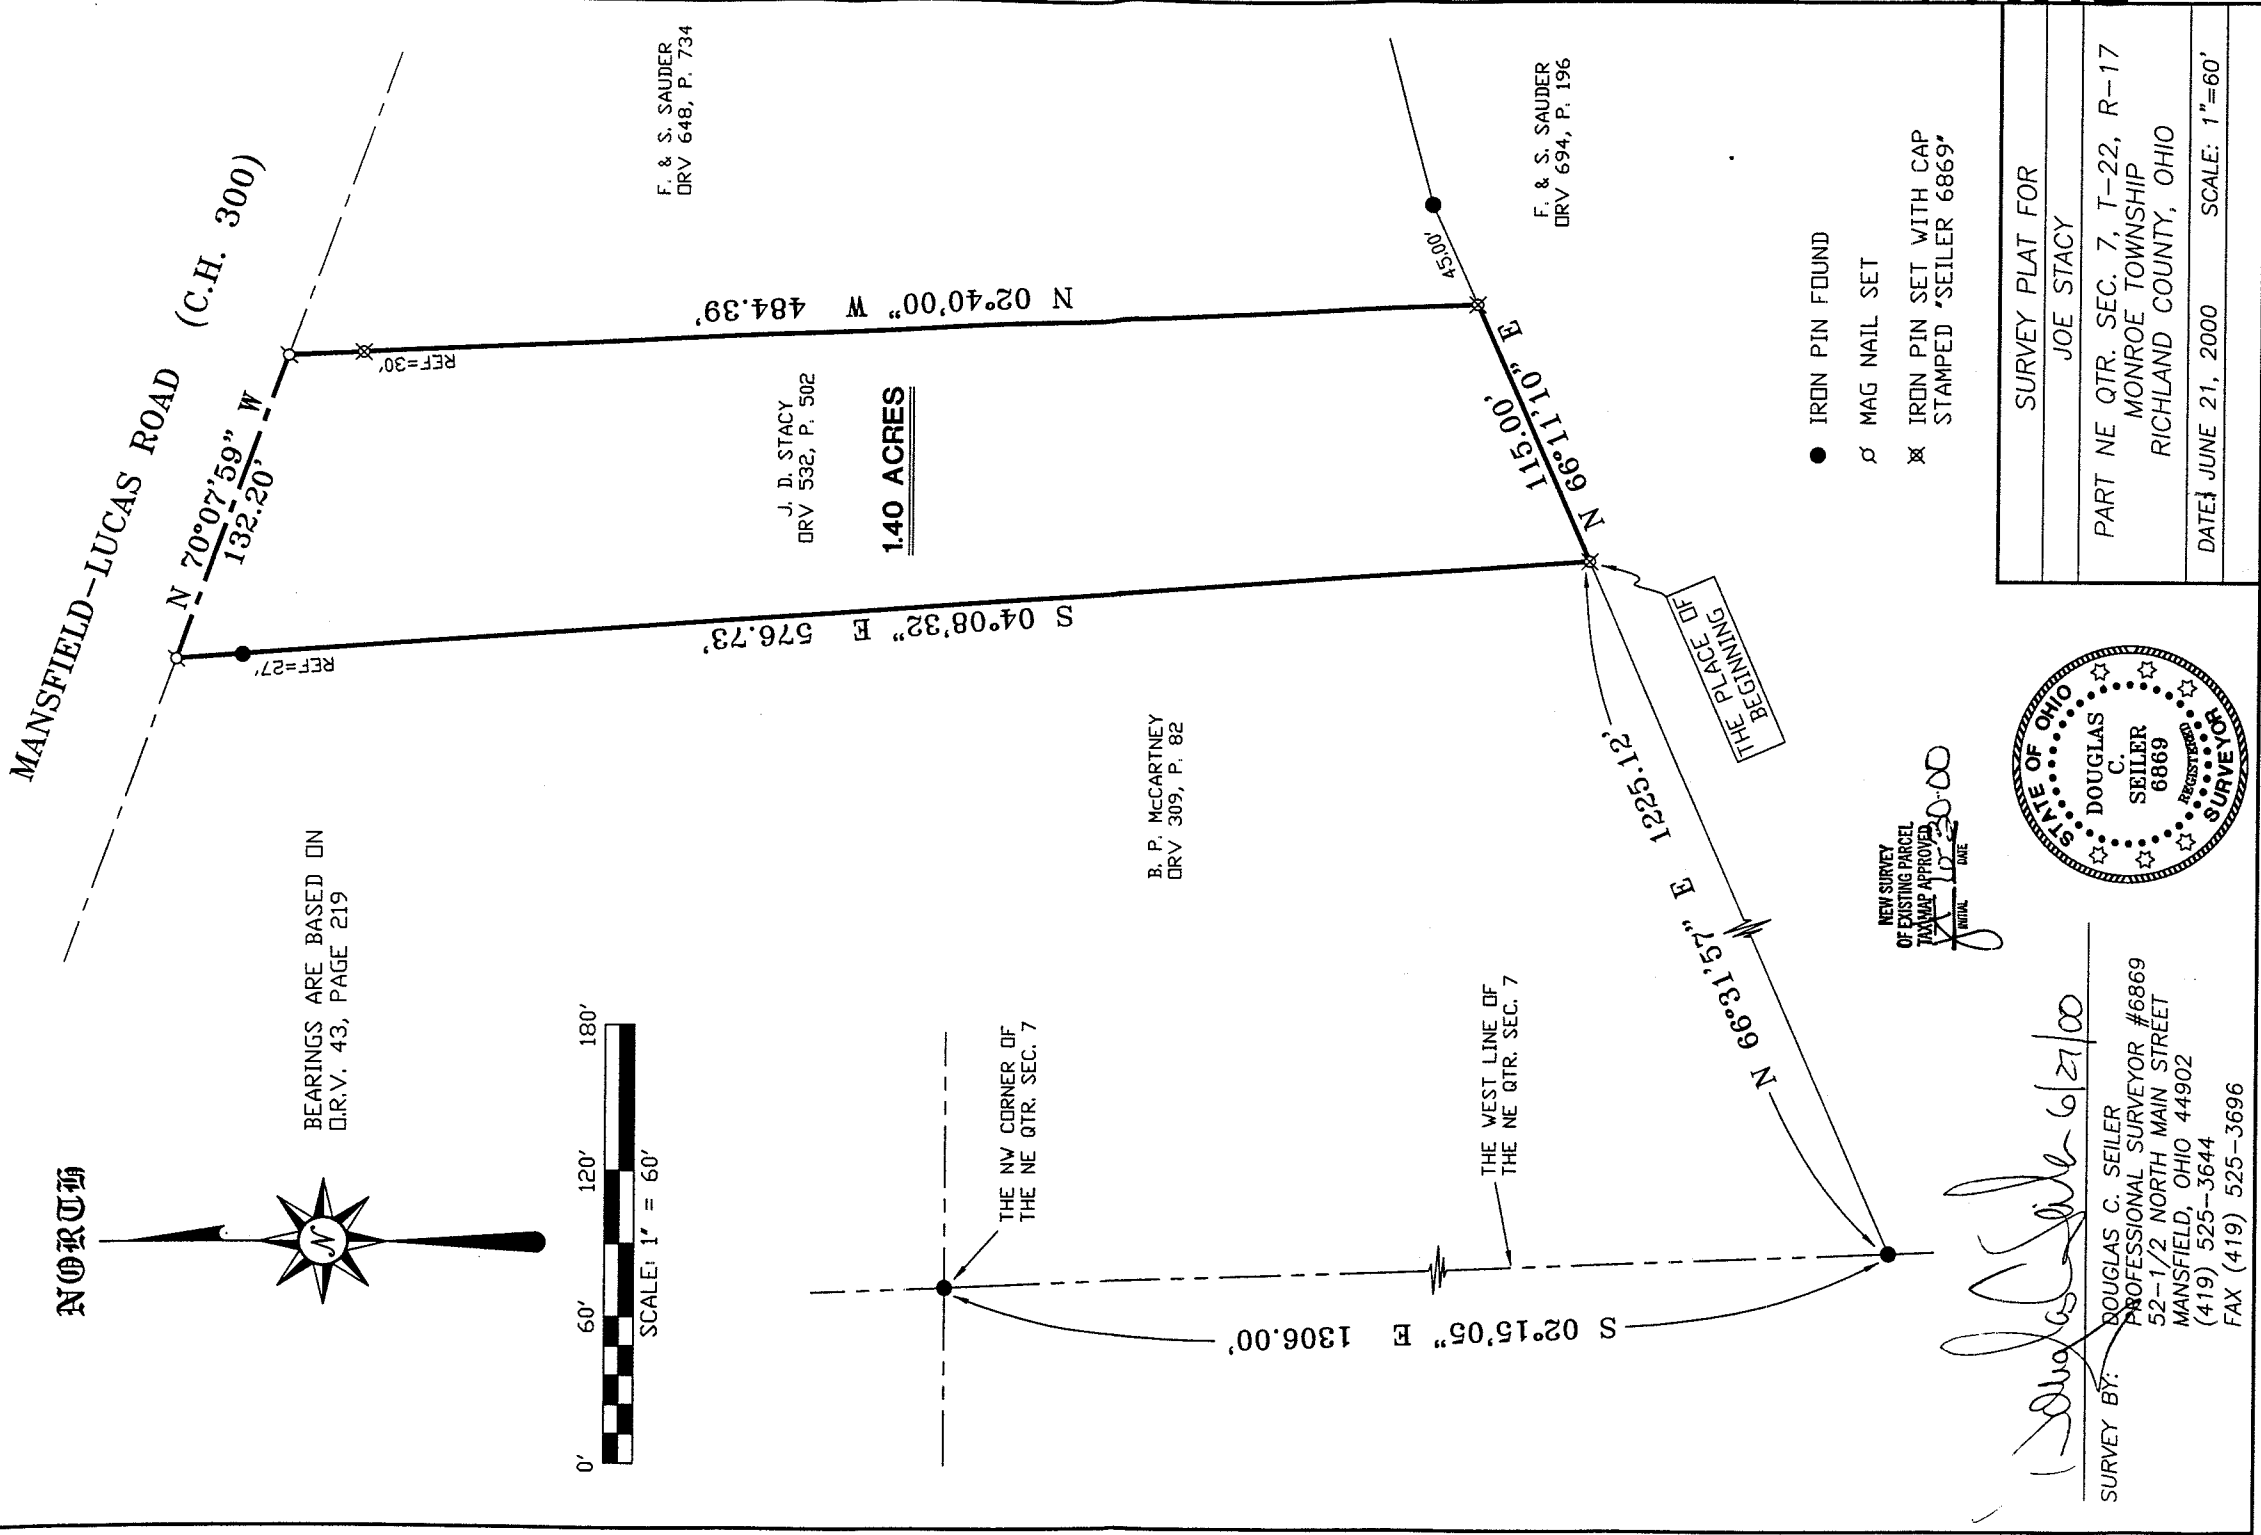 MANSFIELD-LUCAS ROAD (C.H. 300)
N 70°07'59" W
132.20'
F. & S. SAUDER
ORV 648, P. 734
NORTH
N
BEARINGS ARE BASED ON
O.R.V. 43, PAGE 219
REF=27'
REF=30'
S 04°08'32" E 576.73'
N 02°40'00" W 484.39'
J. D. STACY
ORV 532, P. 502
1.40 ACRES
0' 60' 120' 180'
SCALE: 1" = 60'
B. P. McCARTNEY
ORV 309, P. 82
THE NW CORNER OF
THE NE QTR. SEC. 7
S 02°15'05" E 1306.00'
THE WEST LINE OF
THE NE QTR. SEC. 7
N 66°31'57" E 1225.12'
THE PLACE OF
BEGINNING
115.00'
N 66°11'10" E
45.00'
F. & S. SAUDER
ORV 694, P. 196
IRON PIN FOUND
MAG NAIL SET
IRON PIN SET WITH CAP
STAMPED "SEILER 6869"
NEW SURVEY
OF EXISTING PARCEL
TAX MAP APPROVED
10-30-00
INITIAL DATE
6/27/00
SURVEY BY: DOUGLAS C. SEILER
PROFESSIONAL SURVEYOR #6869
52-1/2 NORTH MAIN STREET
MANSFIELD, OHIO 44902
(419) 525-3644
FAX (419) 525-3696
STATE OF OHIO
DOUGLAS
C.
SEILER
6869
REGISTERED
SURVEYOR
SURVEY PLAT FOR
JOE STACY
PART NE QTR. SEC. 7, T-22, R-17
MONROE TOWNSHIP
RICHLAND COUNTY, OHIO
DATE: JUNE 21, 2000 SCALE: 1"=60'